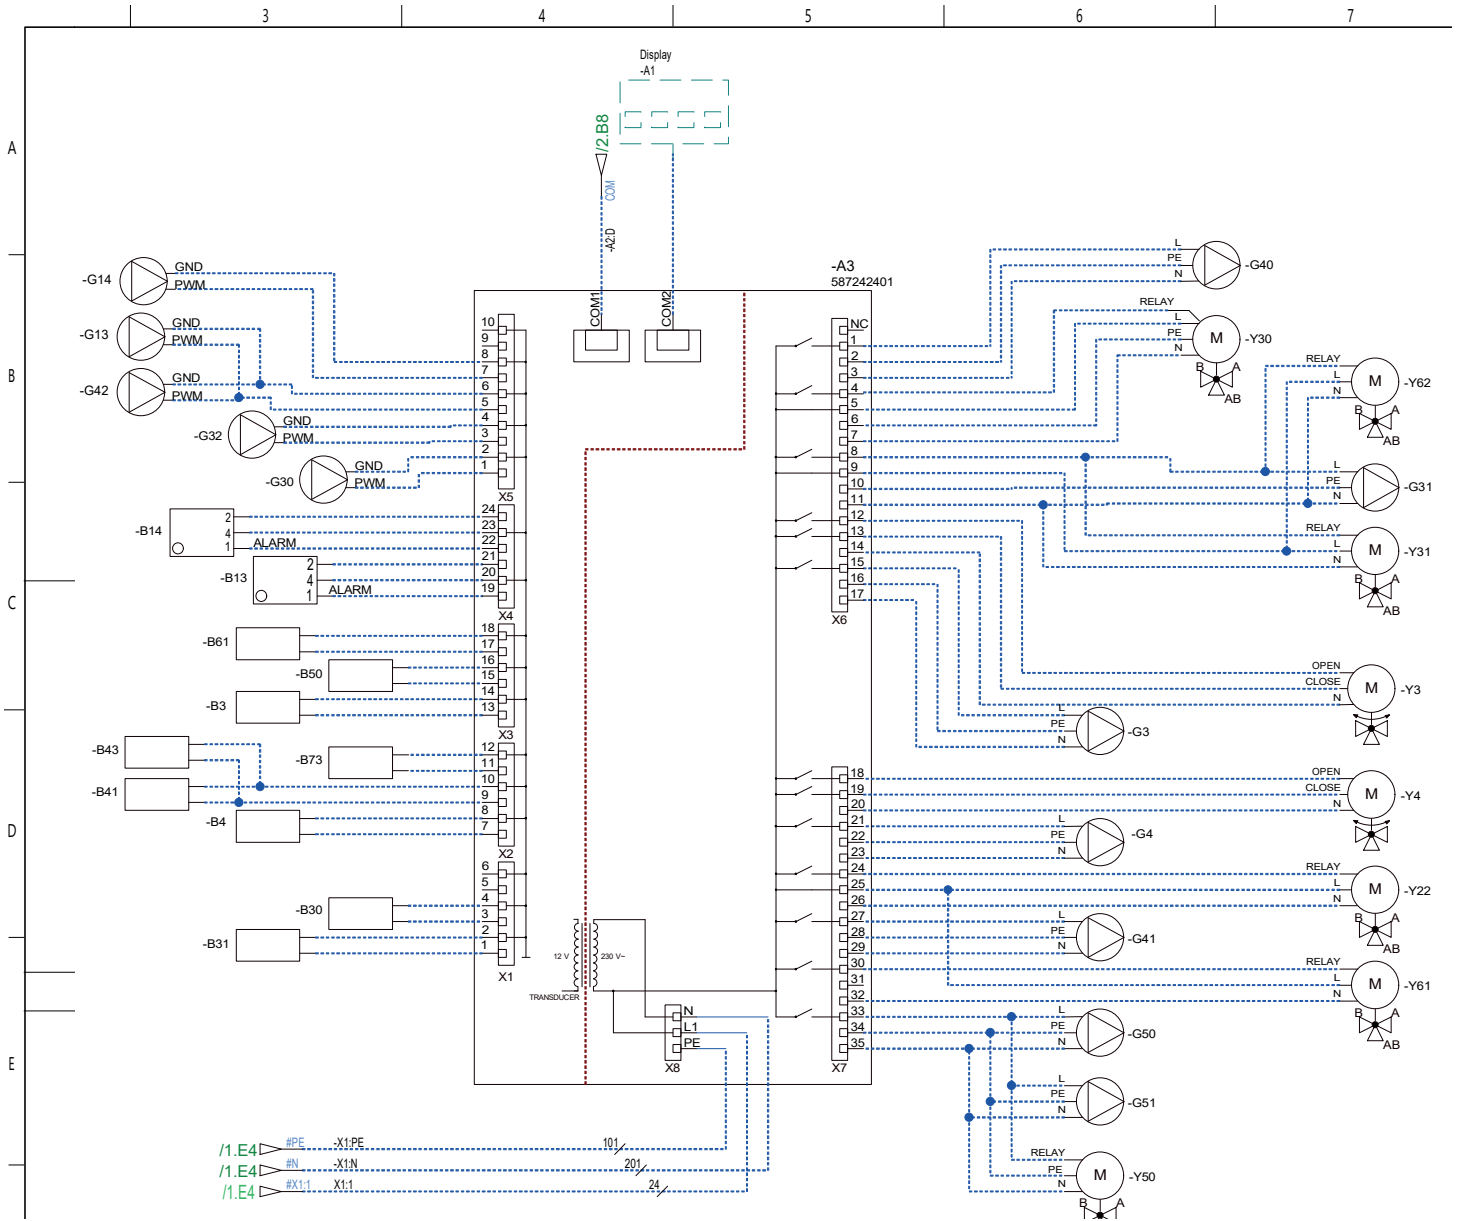 3 4 5 6 7
Display
-A1
A
/2.B8
COM
-A2:D
-A3
587242401
COM1
COM2
B
-G14
GND
PWM
-G13
GND
PWM
-G42
GND
PWM
-G32
GND
PWM
-G30
GND
PWM
10
9
8
7
6
5
4
3
2
1
X5
-B14
2
4
1
ALARM
-B13
2
4
1
ALARM
24
23
22
21
20
19
X4
C
-B61
-B50
-B3
18
17
16
15
14
13
X3
-B43
-B73
-B41
-B4
12
11
10
9
8
7
X2
D
-B30
-B31
6
5
4
3
2
1
X1
12 V
230 V~
TRANSDUCER
N
L1
PE
X8
NC
1
2
3
4
5
6
7
8
9
10
11
12
13
14
15
16
17
X6
18
19
20
21
22
23
24
25
26
27
28
29
30
31
32
33
34
35
X7
L
PE
N
-G40
RELAY
L
PE
N
M
-Y30
B A
AB
RELAY
L
N
M
-Y62
B A
AB
L
PE
N
-G31
RELAY
L
N
M
-Y31
B A
AB
OPEN
CLOSE
N
M
-Y3
L
PE
N
-G3
OPEN
CLOSE
N
M
-Y4
L
PE
N
-G4
RELAY
L
N
M
-Y22
B A
AB
L
PE
N
-G41
RELAY
L
N
M
-Y61
B A
AB
L
PE
N
-G50
L
PE
N
-G51
RELAY
PE
N
M
-Y50
B A
E
/1.E4 #PE -X1:PE 101
/1.E4 #N -X1:N 201
/1.E4 #X1:1 X1:1 24